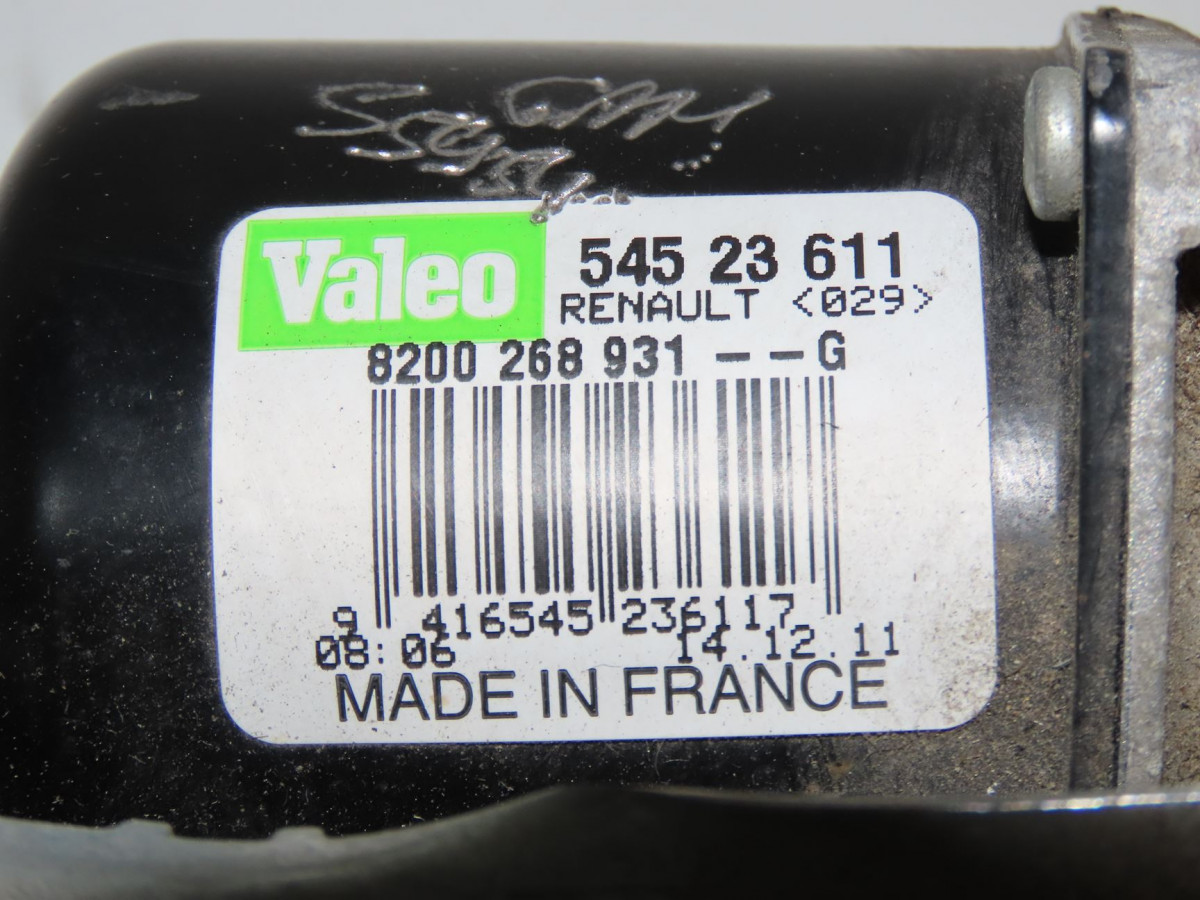 Valeo 545 23 611
RENAULT <029>
8200 268 931 --G
9 416545 236117
08:06 14.12.11
MADE IN FRANCE